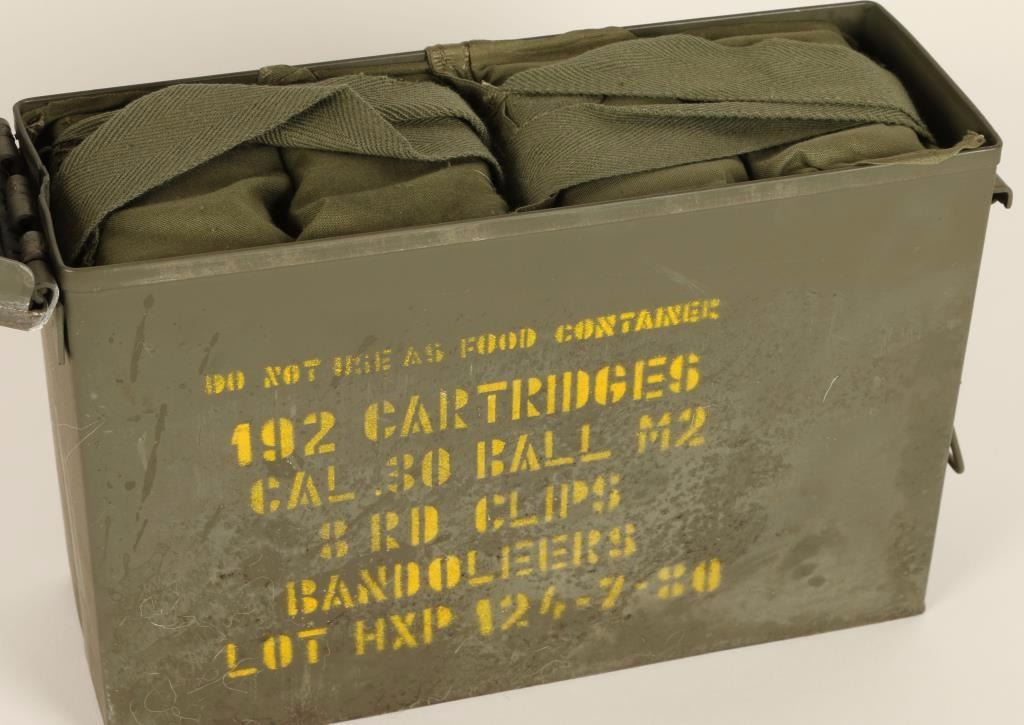 DO NOT USE AS FOOD CONTAINER
192 CARTRIDGES
CAL .30 BALL M2
8 RD CLIPS
BANDOLEERS
LOT HXP 124-7-80